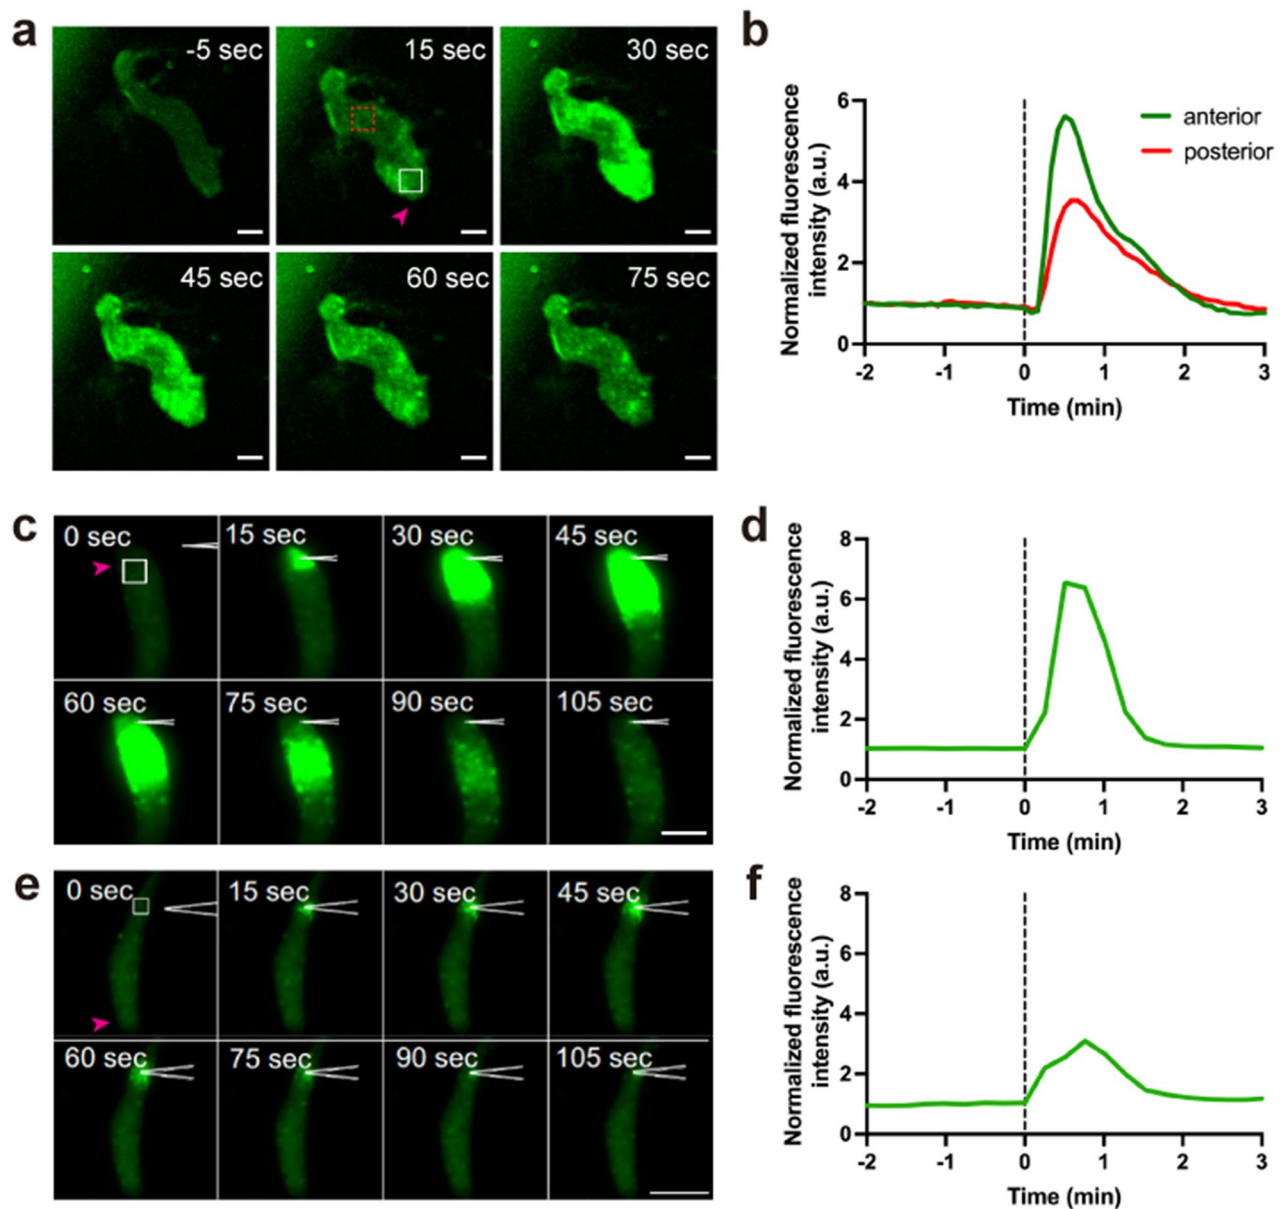 a
-5 sec
15 sec
30 sec
45 sec
60 sec
75 sec
b
Normalized fluorescence
intensity (a.u.)
6
4
2
0
-2
-1
0
1
2
3
Time (min)
anterior
posterior
c
0 sec
15 sec
30 sec
45 sec
60 sec
75 sec
90 sec
105 sec
d
Normalized fluorescence
intensity (a.u.)
8
6
4
2
0
-2
-1
0
1
2
3
Time (min)
e
0 sec
15 sec
30 sec
45 sec
60 sec
75 sec
90 sec
105 sec
f
Normalized fluorescence
intensity (a.u.)
8
6
4
2
0
-2
-1
0
1
2
3
Time (min)